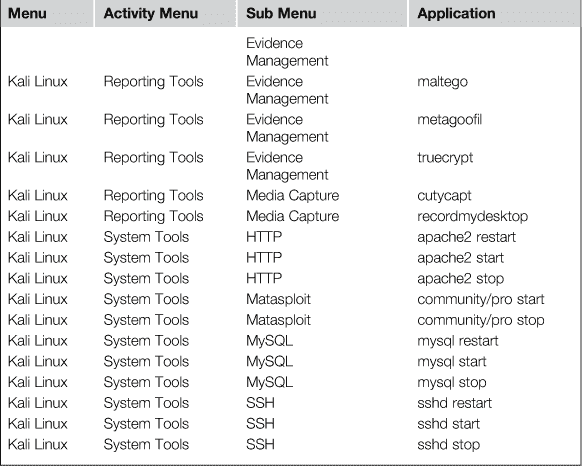 Menu Activity Menu Sub Menu Application
Evidence
Management
Kali Linux Reporting Tools Evidence maltego
Management
Kali Linux Reporting Tools Evidence metagoofil
Management
Kali Linux Reporting Tools Evidence truecrypt
Management
Kali Linux Reporting Tools Media Capture cutycapt
Kali Linux Reporting Tools Media Capture recordmydesktop
Kali Linux System Tools HTTP apache2 restart
Kali Linux System Tools HTTP apache2 start
Kali Linux System Tools HTTP apache2 stop
Kali Linux System Tools Matasploit community/pro start
Kali Linux System Tools Matasploit community/pro stop
Kali Linux System Tools MySQL mysql restart
Kali Linux System Tools MySQL mysql start
Kali Linux System Tools MySQL mysql stop
Kali Linux System Tools SSH sshd restart
Kali Linux System Tools SSH sshd start
Kali Linux System Tools SSH sshd stop